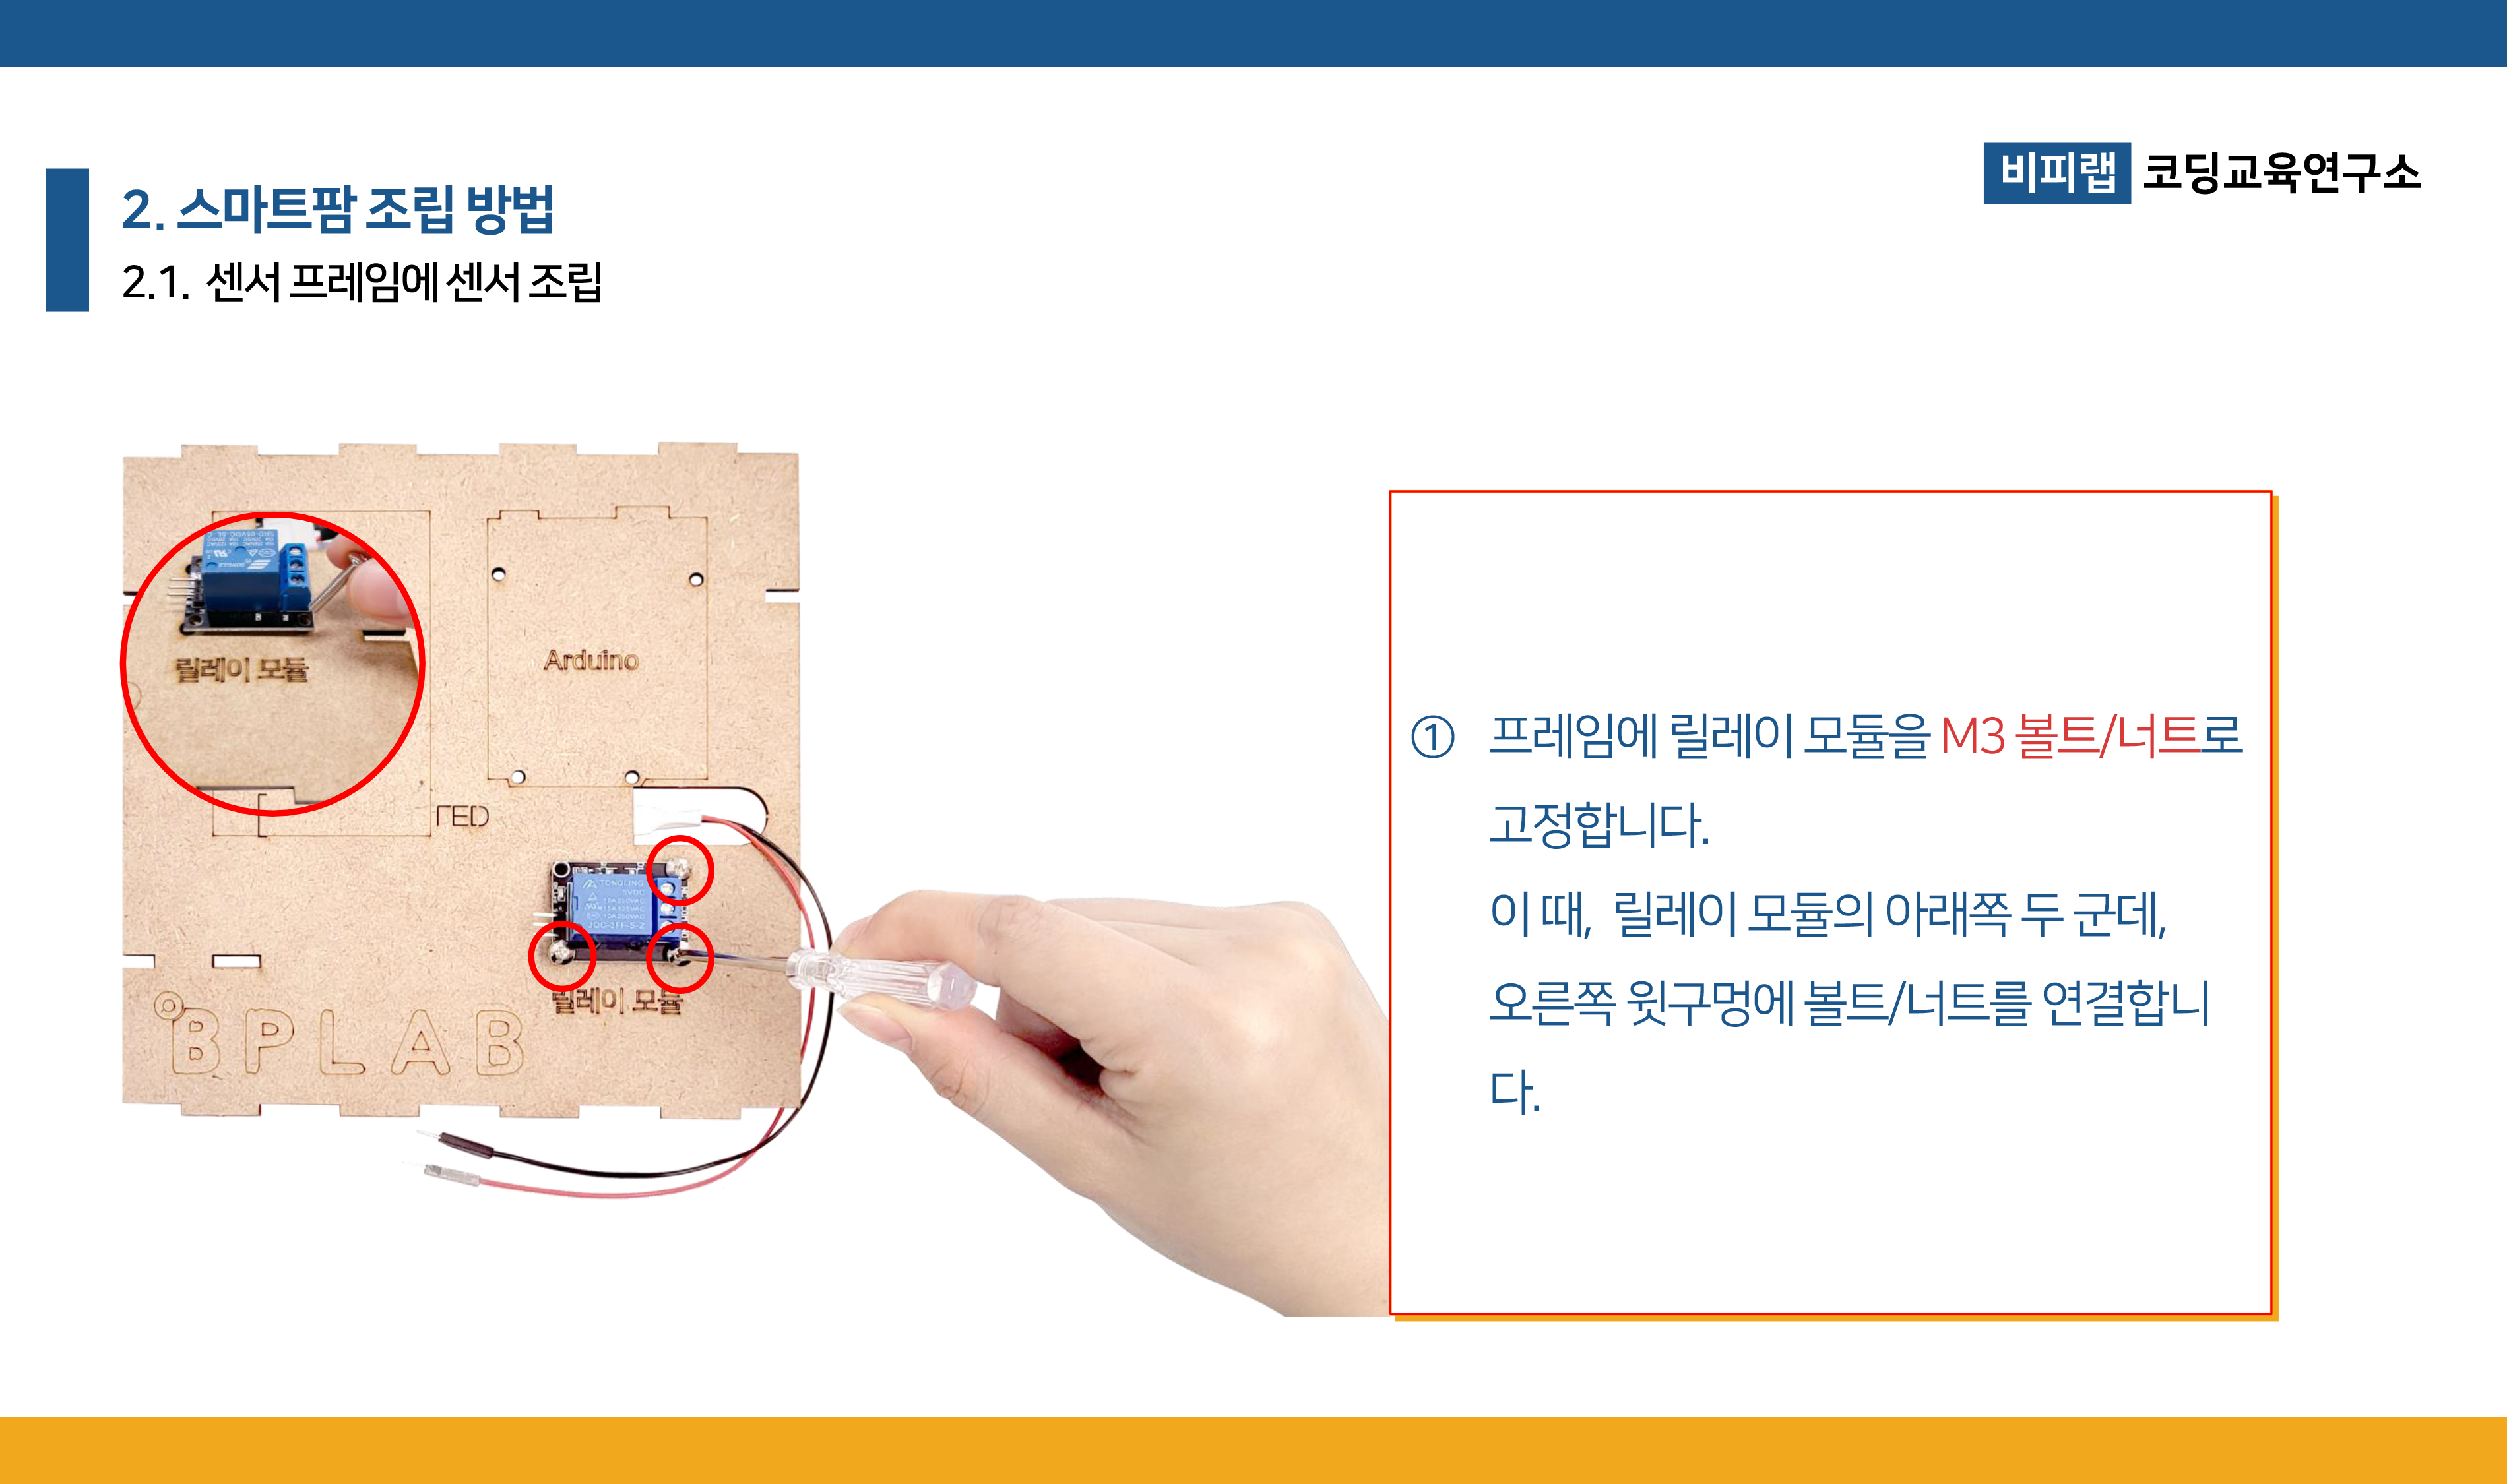 비피랩 코딩교육연구소
2. 스마트팜 조립 방법
2.1. 센서 프레임에 센서 조립
릴레이 모듈
Arduino
LED
TONGLING
5VDC
JQC-3FF-S-Z
릴레이 모듈
BPLAB
① 프레임에 릴레이 모듈을 M3 볼트/너트로
고정합니다.
이 때, 릴레이 모듈의 아래쪽 두 군데,
오른쪽 윗구멍에 볼트/너트를 연결합니
다.